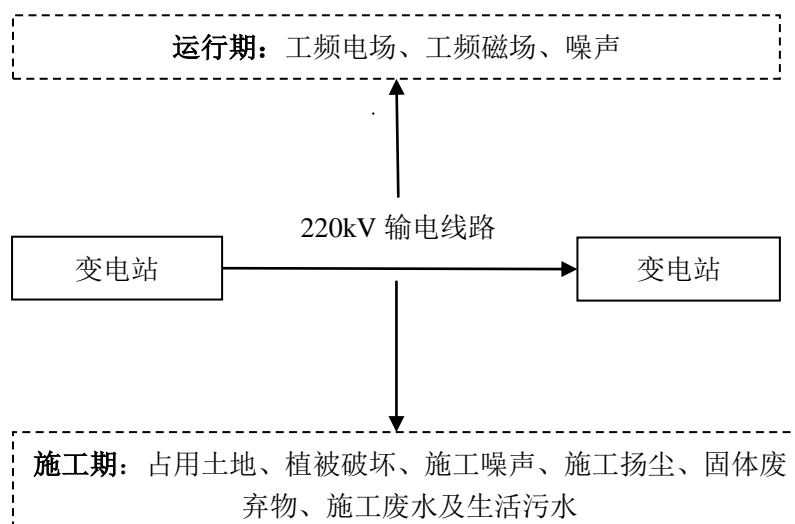 运行期：工频电场、工频磁场、噪声
220kV 输电线路
变电站
变电站
施工期：占用土地、植被破坏、施工噪声、施工扬尘、固体废
弃物、施工废水及生活污水